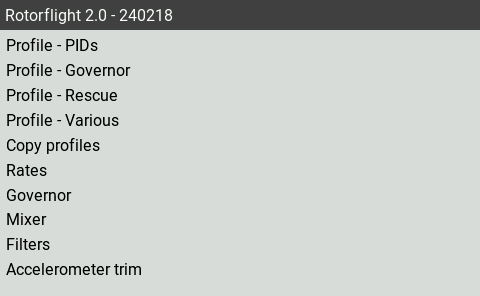 Rotorflight 2.0 - 240218
Profile - PIDs
Profile - Governor
Profile - Rescue
Profile - Various
Copy profiles
Rates
Governor
Mixer
Filters
Accelerometer trim